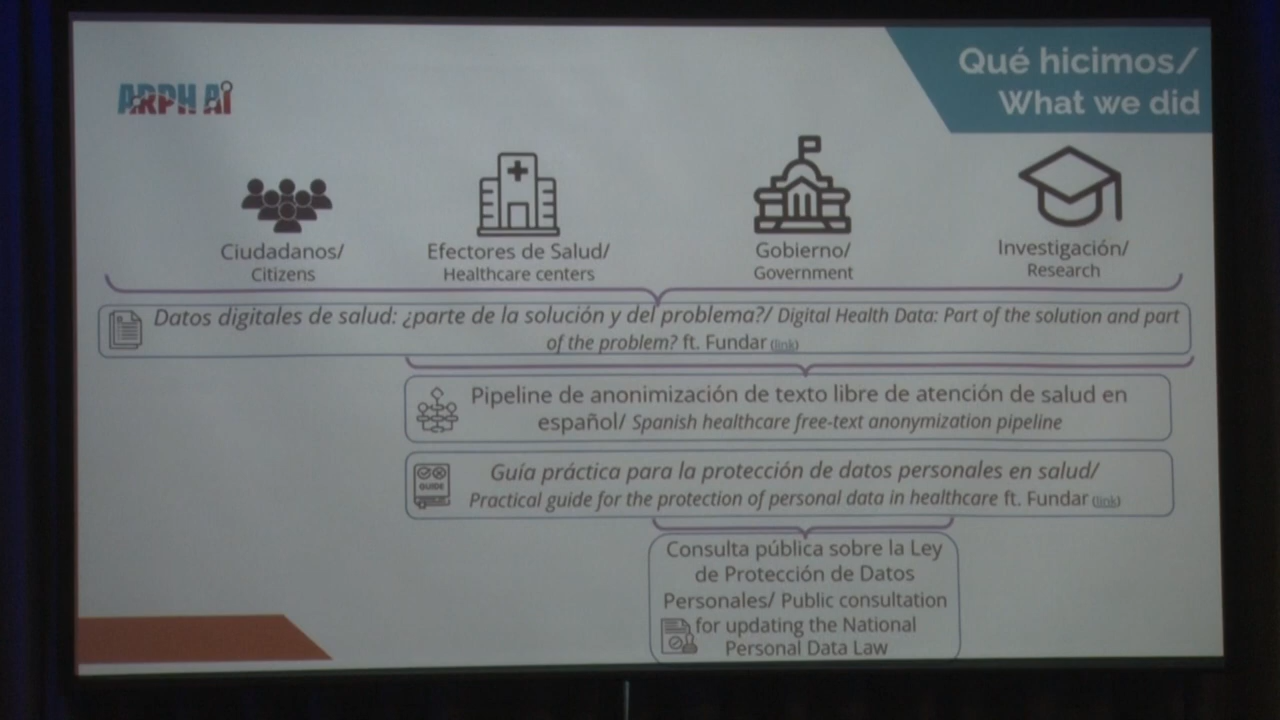 Qué hicimos/
What we did
ARPH AI
Ciudadanos/
Citizens
Efectores de Salud/
Healthcare centers
Gobierno/
Government
Investigación/
Research
Datos digitales de salud: ¿parte de la solución y del problema?/ Digital Health Data: Part of the solution and part
of the problem? ft. Fundar (link)
Pipeline de anonimización de texto libre de atención de salud en
español/ Spanish healthcare free-text anonymization pipeline
GUIDE
Guía práctica para la protección de datos personales en salud/
Practical guide for the protection of personal data in healthcare ft. Fundar (link)
Consulta pública sobre la Ley
de Protección de Datos
Personales/ Public consultation
for updating the National
Personal Data Law